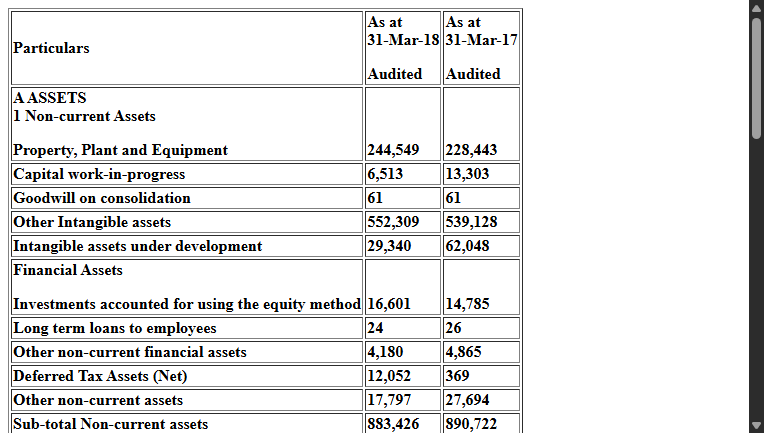 Particulars As at 31-Mar-18 Audited As at 31-Mar-17 Audited
A ASSETS
1 Non-current Assets
Property, Plant and Equipment 244,549 228,443
Capital work-in-progress 6,513 13,303
Goodwill on consolidation 61 61
Other Intangible assets 552,309 539,128
Intangible assets under development 29,340 62,048
Financial Assets
Investments accounted for using the equity method 16,601 14,785
Long term loans to employees 24 26
Other non-current financial assets 4,180 4,865
Deferred Tax Assets (Net) 12,052 369
Other non-current assets 17,797 27,694
Sub-total Non-current assets 883,426 890,722